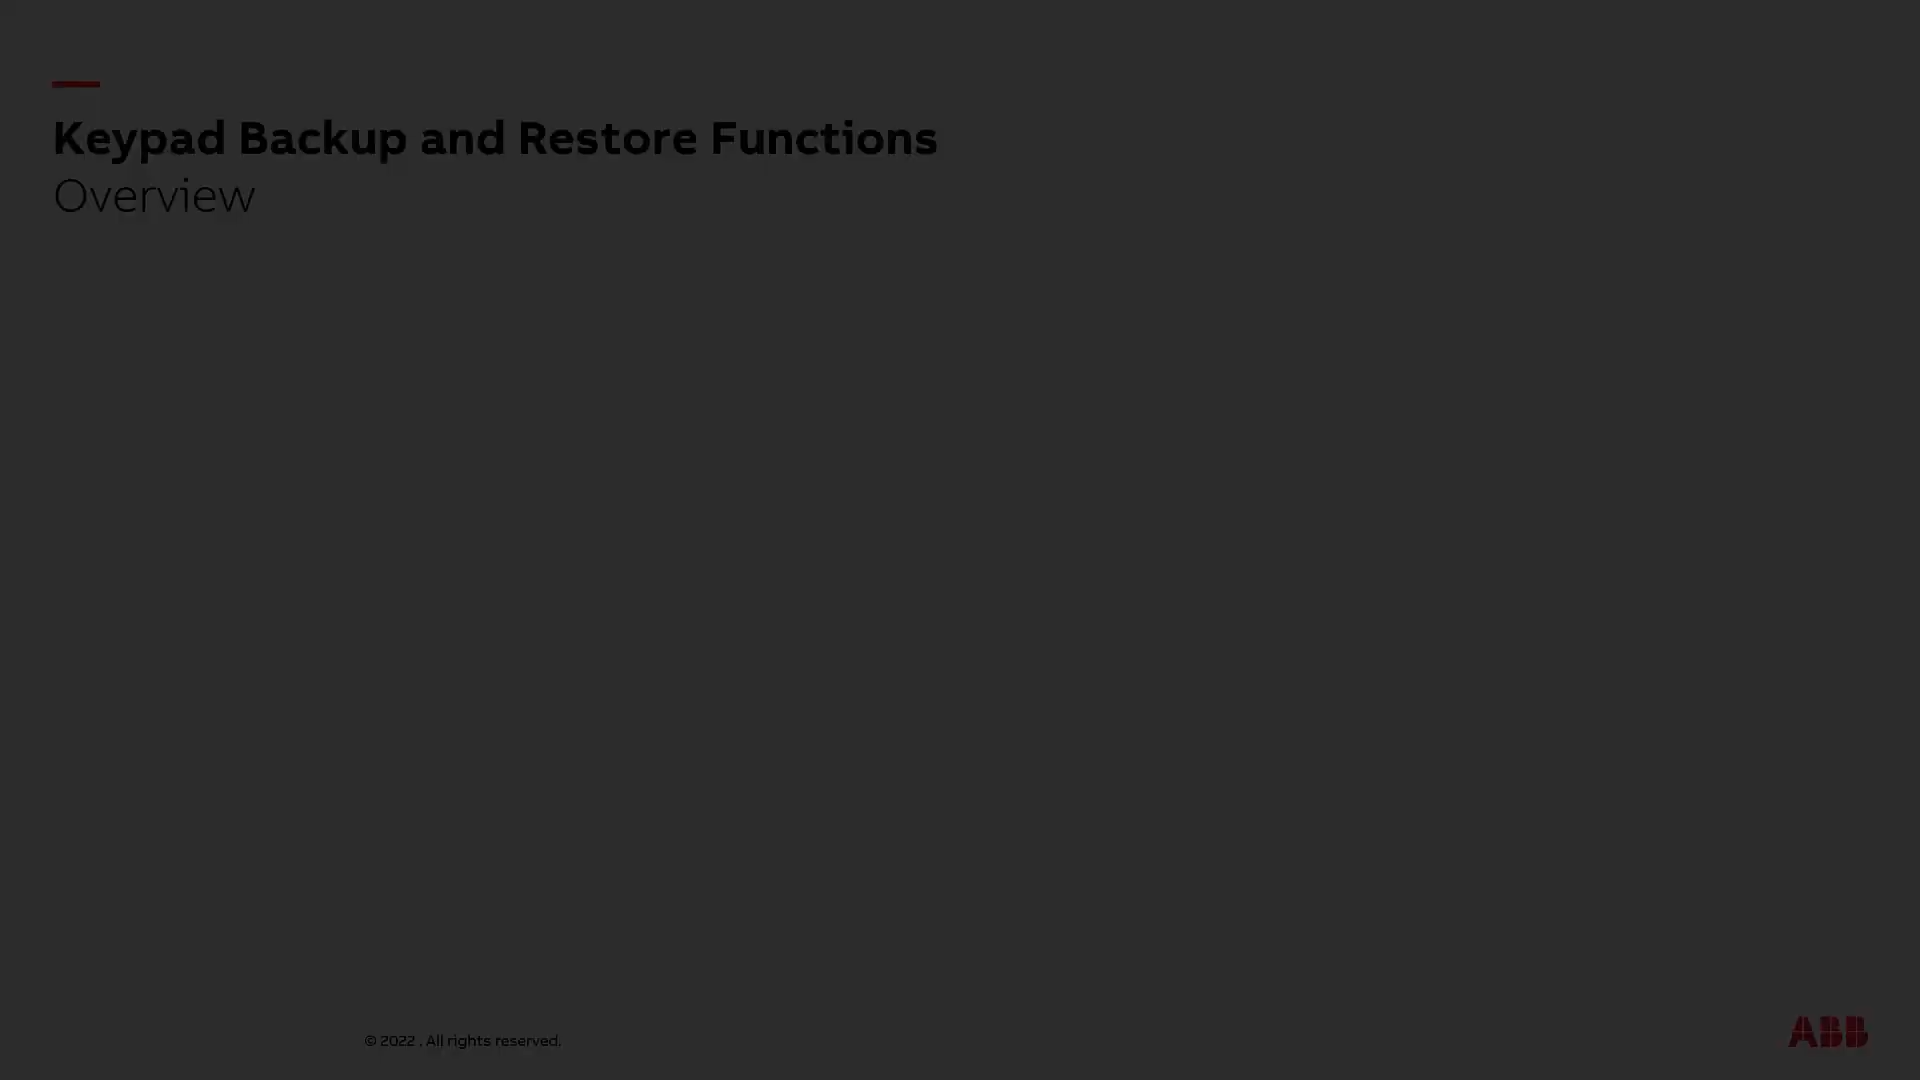 Keypad Backup and Restore Functions
Overview
© 2022 . All rights reserved.
ABB